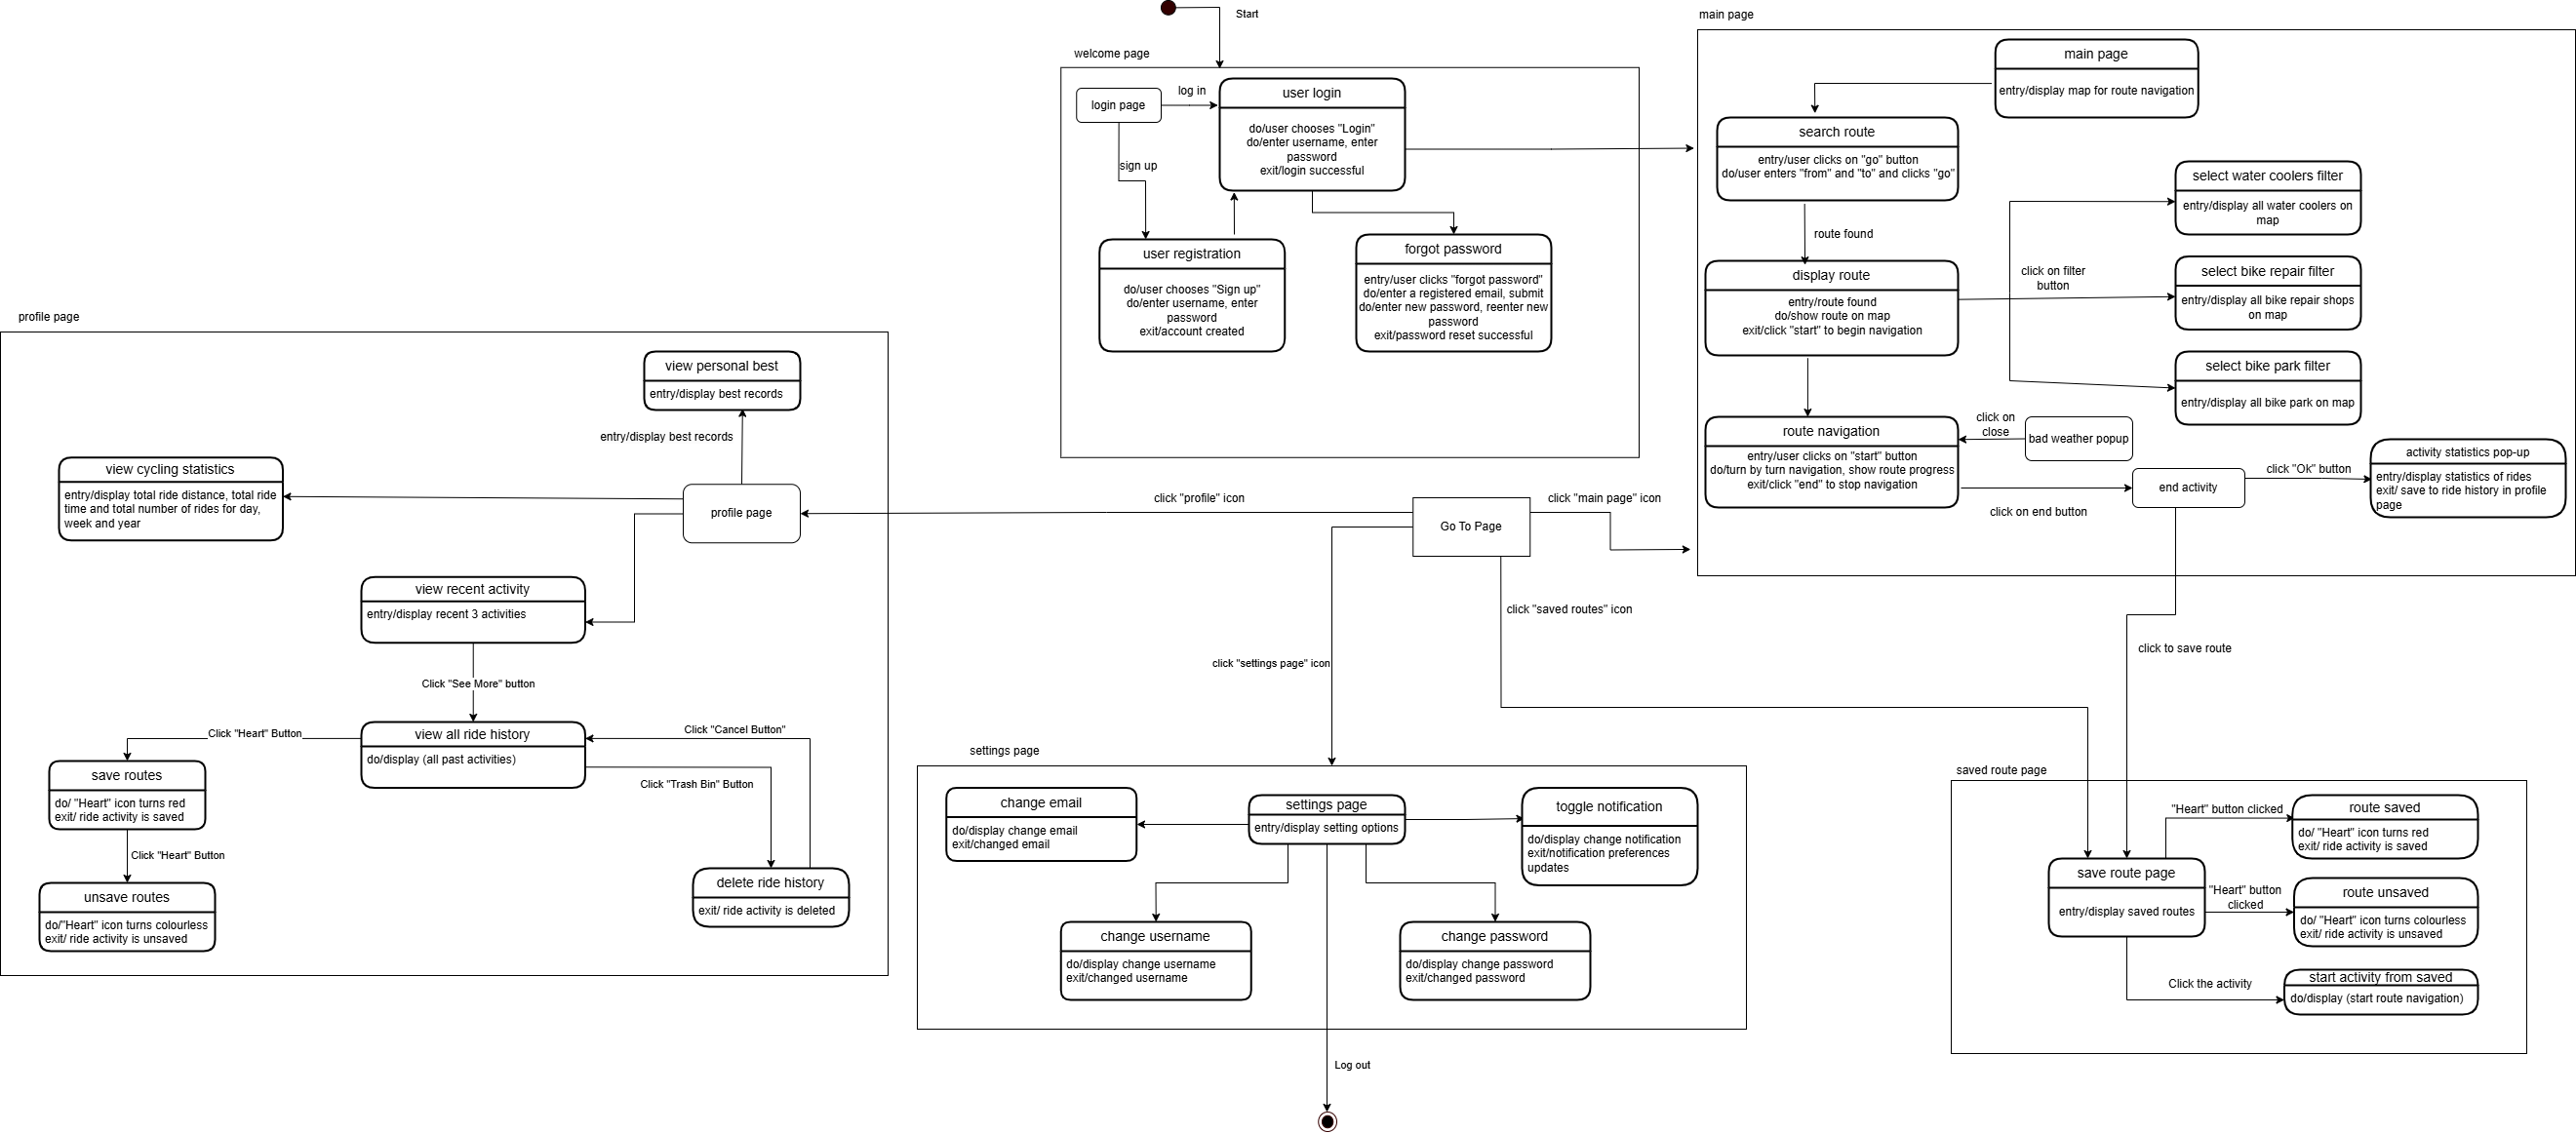 Start
welcome page
login page
log in
sign up
user login
do/user chooses "Login"
do/enter username, enter
password
exit/login successful
user registration
do/user chooses "Sign up"
do/enter username, enter
password
exit/account created
forgot password
entry/user clicks "forgot password"
do/enter a registered email, submit
do/enter new password, reenter new
password
exit/password reset successful
main page
main page
entry/display map for route navigation
search route
entry/user clicks on "go" button
do/user enters "from" and "to" and clicks "go"
route found
display route
entry/route found
do/show route on map
exit/click "start" to begin navigation
click on filter
button
select water coolers filter
entry/display all water coolers on
map
select bike repair filter
entry/display all bike repair shops
on map
select bike park filter
entry/display all bike park on map
route navigation
entry/user clicks on "start" button
do/turn by turn navigation, show route progress
exit/click "end" to stop navigation
click on
close
bad weather popup
click on end button
end activity
click "Ok" button
activity statistics pop-up
entry/display statistics of rides
exit/ save to ride history in profile
page
click to save route
profile page
view personal best
entry/display best records
entry/display best records
view cycling statistics
entry/display total ride distance, total ride
time and total number of rides for day,
week and year
profile page
view recent activity
entry/display recent 3 activities
Click "See More" button
view all ride history
do/display (all past activities)
Click "Heart" Button
save routes
do/ "Heart" icon turns red
exit/ ride activity is saved
Click "Heart" Button
unsave routes
do/"Heart" icon turns colourless
exit/ ride activity is unsaved
Click "Cancel Button"
Click "Trash Bin" Button
delete ride history
exit/ ride activity is deleted
click "profile" icon
Go To Page
click "main page" icon
click "saved routes" icon
click "settings page" icon
settings page
change email
do/display change email
exit/changed email
settings page
entry/display setting options
toggle notification
do/display change notification
exit/notification preferences
updates
change username
do/display change username
exit/changed username
change password
do/display change password
exit/changed password
Log out
saved route page
save route page
entry/display saved routes
"Heart" button clicked
route saved
do/ "Heart" icon turns red
exit/ ride activity is saved
"Heart" button
clicked
route unsaved
do/ "Heart" icon turns colourless
exit/ ride activity is unsaved
Click the activity
start activity from saved
do/display (start route navigation)